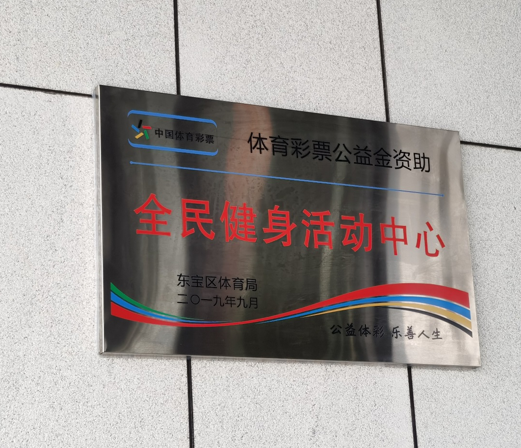 中国体育彩票
体育彩票公益金资助
全民健身活动中心
东宝区体育局
二〇一九年九月
公益体彩 乐善人生